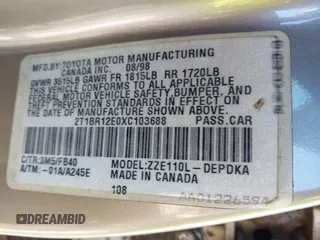 MFD.BY:TOYOTA MOTOR MANUFACTURING
CANADA INC. 08/98
GVWR 3515LB GAWR FR 1815LB RR 1720LB
THIS VEHICLE CONFORMS TO ALL APPLICABLE
FEDERAL MOTOR VEHICLE SAFETY, BUMPER, AND
THEFT PREVENTION STANDARDS IN EFFECT ON
THE DATE OF MANUFACTURE SHOWN ABOVE.
2T1BR12E0XC103688 PASS.CAR
C/TR:3M5/FB40 MODEL:ZZE110L-DEPDKA
A/TM:-01A/A245E MADE IN CANADA
108
AA01226594
DREAMBID